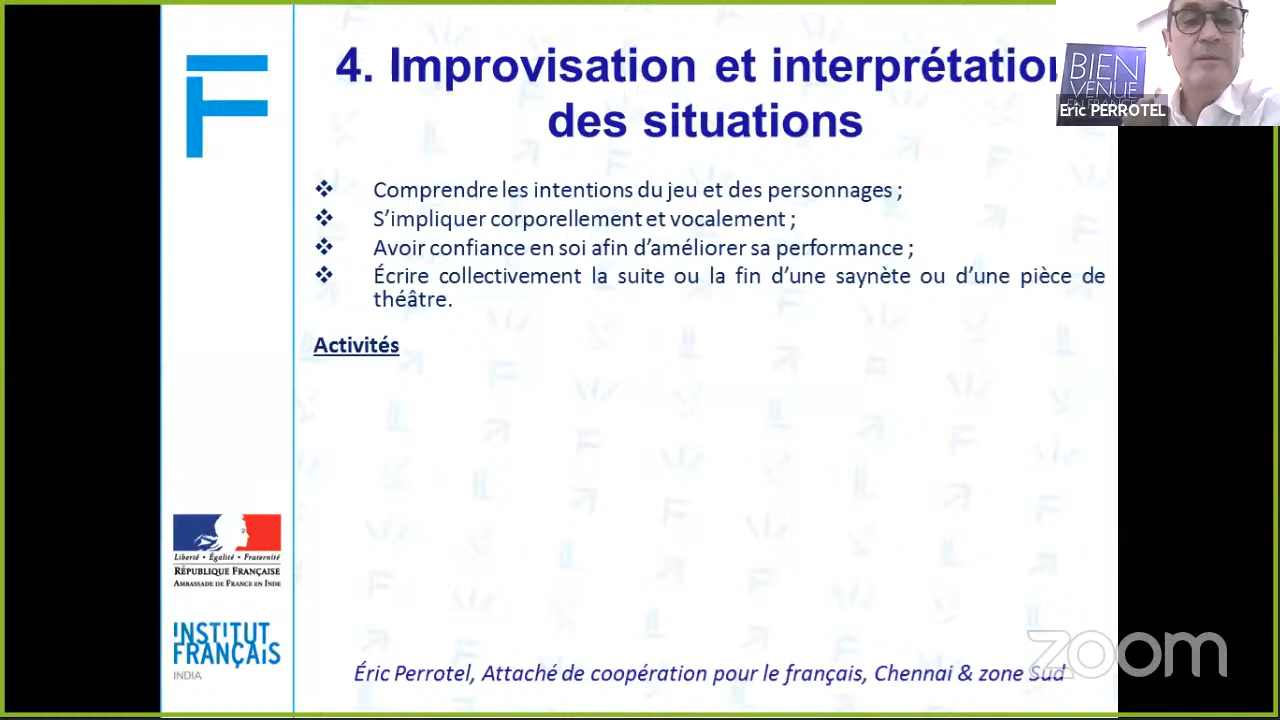 4. Improvisation et interprétation
des situations
BIEN
VENUE
EN FRANCE
Eric PERROTEL
❖ Comprendre les intentions du jeu et des personnages ;
❖ S’impliquer corporellement et vocalement ;
❖ Avoir confiance en soi afin d’améliorer sa performance ;
❖ Écrire collectivement la suite ou la fin d’une saynète ou d’une pièce de
théâtre.
Activités
Liberté • Égalité • Fraternité
RÉPUBLIQUE FRANÇAISE
AMBASSADE DE FRANCE EN INDE
INSTITUT
FRANÇAIS
INDIA
Éric Perrotel, Attaché de coopération pour le français, Chennai & zone Sud
zoom